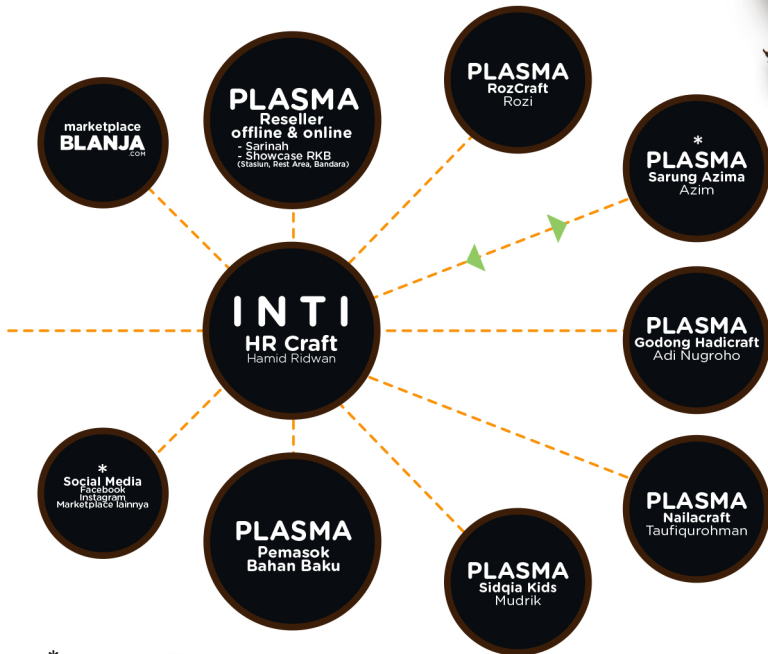 marketplace
BLANJA
.COM
PLASMA
Reseller
offline & online
- Sarinah
- Showcase RKB
(Stasiun, Rest Area, Bandara)
PLASMA
RozCraft
Rozi
*
PLASMA
Sarung Azima
Azim
INTI
HR Craft
Hamid Ridwan
PLASMA
Godong Hadicraft
Adi Nugroho
*
Social Media
Facebook
Instagram
Marketplace lainnya
PLASMA
Pemasok
Bahan Baku
PLASMA
Sidqia Kids
Mudrik
PLASMA
Nailacraft
Taufiqurohman
*